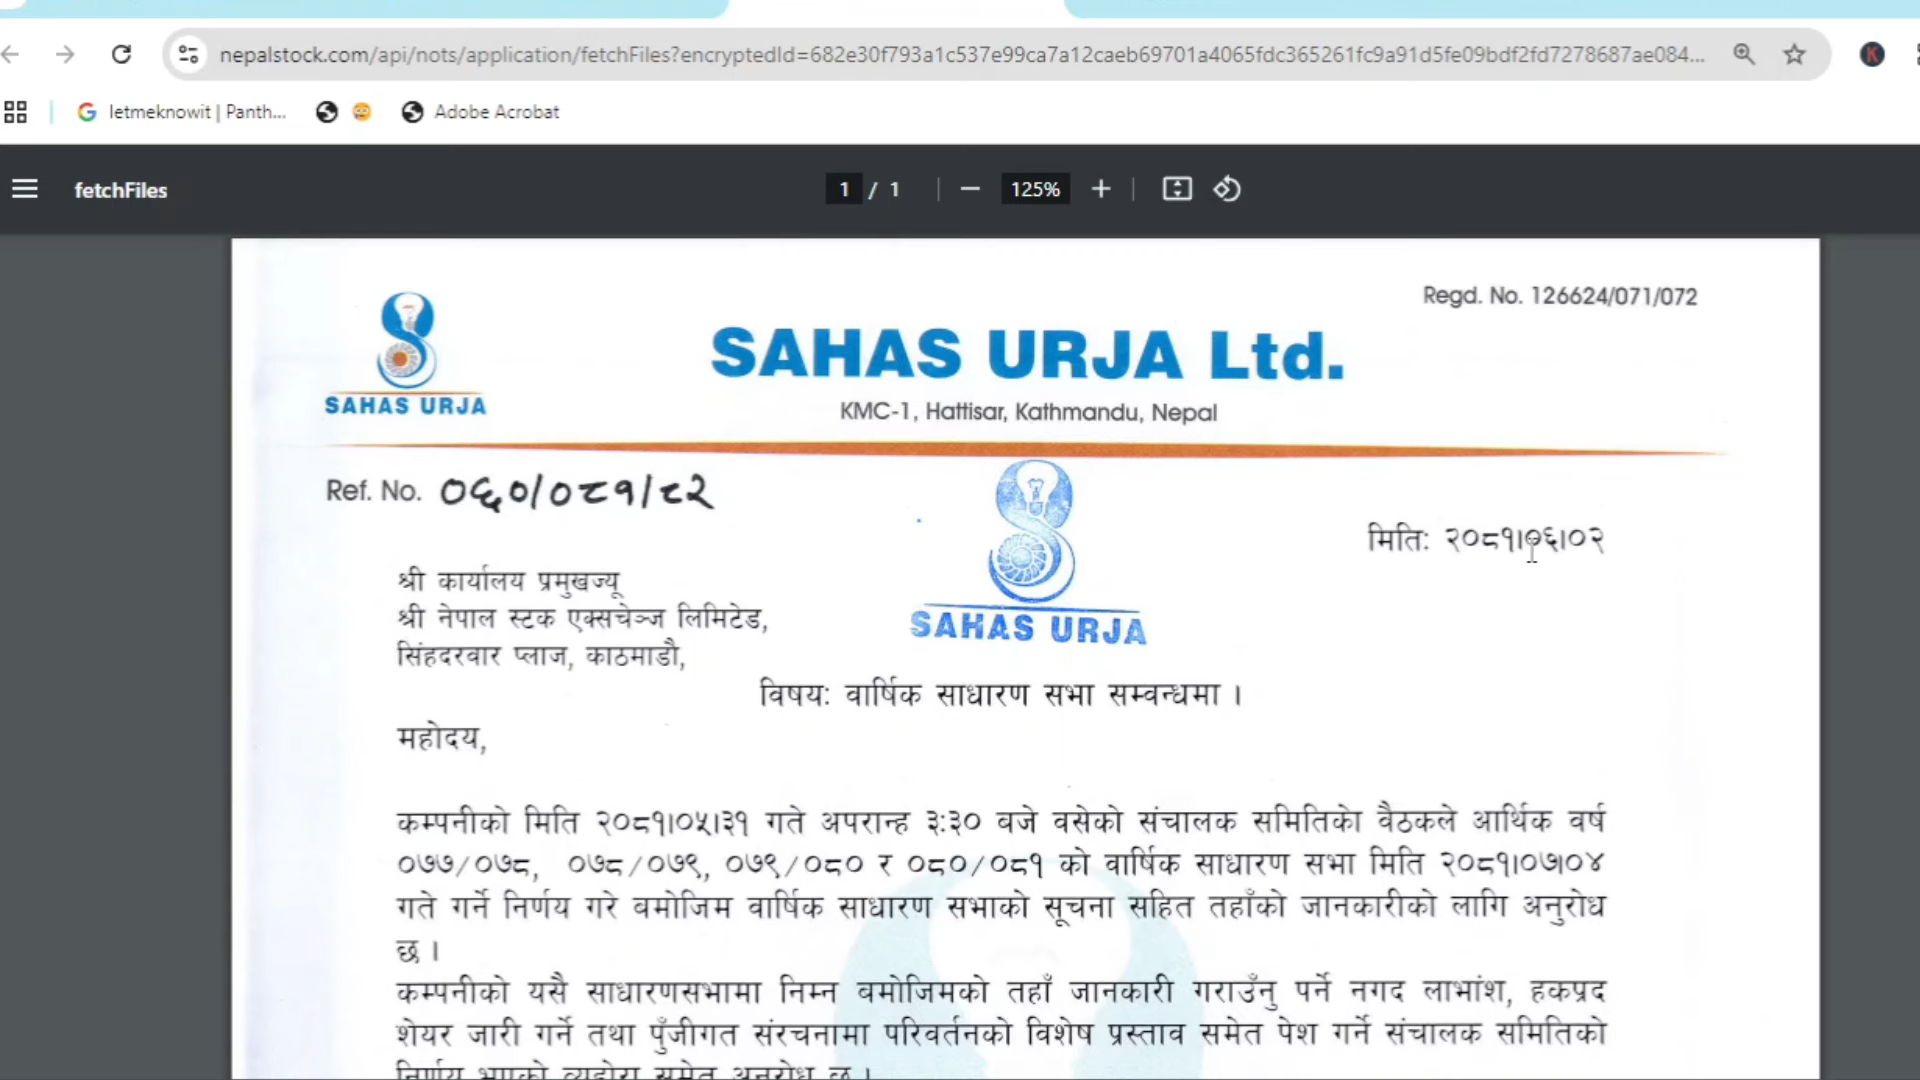 nepalstock.com/api/nots/application/fetchFiles?encryptedId=682e30f793a1c537e99ca7a12caeb69701a4065fdc365261fc9a91d5fe09bdf2fd7278687ae084...
K
letmeknowit | Panth...
Adobe Acrobat
fetchFiles
1 / 1
125%
Regd. No. 126624/071/072
SAHAS URJA Ltd.
SAHAS URJA
KMC-1, Hattisar, Kathmandu, Nepal
Ref. No. ०६०/०८१/८२
मितिः २०८१।०६।०२
श्री कार्यालय प्रमुखज्यू
श्री नेपाल स्टक एक्सचेञ्ज लिमिटेड,
SAHAS URJA
सिंहदरवार प्लाज, काठमाडौ,
विषयः वार्षिक साधारण सभा सम्वन्धमा ।
महोदय,
कम्पनीको मिति २०८१।०५।३१ गते अपरान्ह ३:३० बजे वसेको संचालक समितिको वैठकले आर्थिक वर्ष
०७७/०७८, ०७८/०७९, ०७९/०८० र ०८०/०८१ को वार्षिक साधारण सभा मिति २०८१।०७।०४
गते गर्ने निर्णय गरे बमोजिम वार्षिक साधारण सभाको सूचना सहित तहाँको जानकारीको लागि अनुरोध
छ ।
कम्पनीको यसै साधारणसभामा निम्न बमोजिमको तहाँ जानकारी गराउँनु पर्ने नगद लाभांश, हकप्रद
शेयर जारी गर्ने तथा पुँजीगत संरचनामा परिवर्तनको विशेष प्रस्ताव समेत पेश गर्ने संचालक समितिको
निर्णय भएको व्यहोरा समेत अनुरोध छ ।